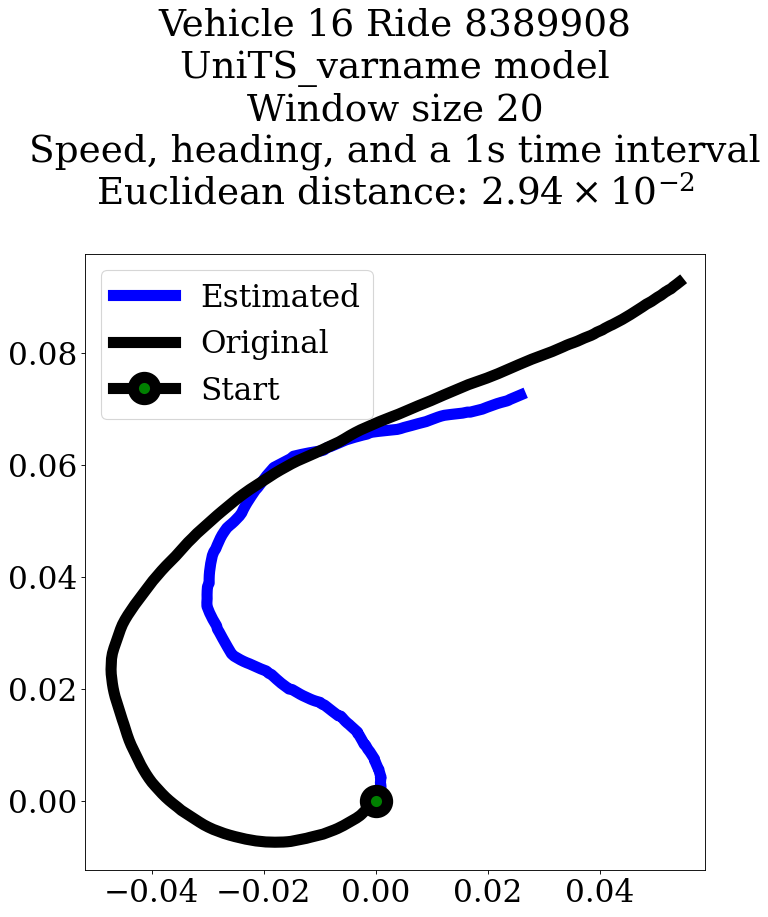 Vehicle 16 Ride 8389908
UniTS_varname model
Window size 20
Speed, heading, and a 1s time interval
Euclidean distance: 2.94 × 10⁻²
Estimated
Original
Start
0.08
0.06
0.04
0.02
0.00
−0.04 −0.02 0.00 0.02 0.04